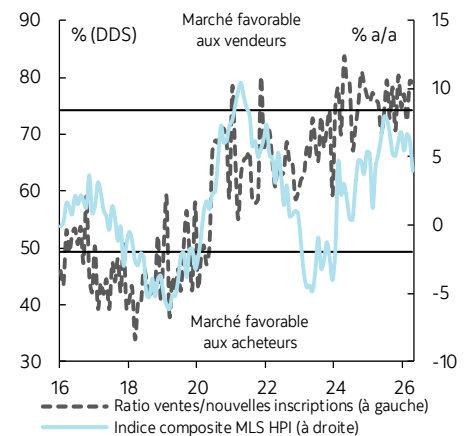 90
80
70
60
50
40
30
% (DDS)
Marché favorable
aux vendeurs
% a/a
15
10
5
0
-5
-10
Marché favorable
aux acheteurs
16 18 20 22 24 26
Ratio ventes/nouvelles inscriptions (à gauche)
Indice composite MLS HPI (à droite)